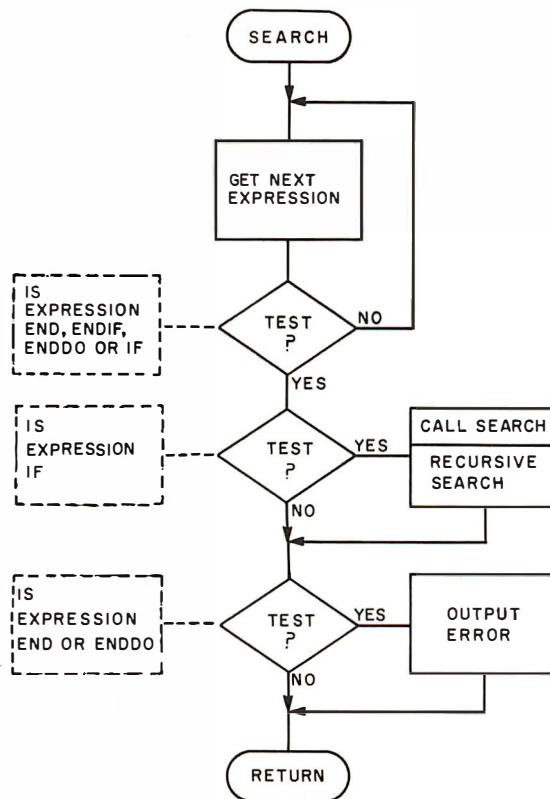 SEARCH
GET NEXT
EXPRESSION
IS
EXPRESSION
END, ENDIF,
ENDDO OR IF
TEST
?
NO
YES
IS
EXPRESSION
IF
TEST
?
YES
CALL SEARCH
RECURSIVE
SEARCH
NO
IS
EXPRESSION
END OR ENDDO
TEST
?
YES
OUTPUT
ERROR
NO
RETURN